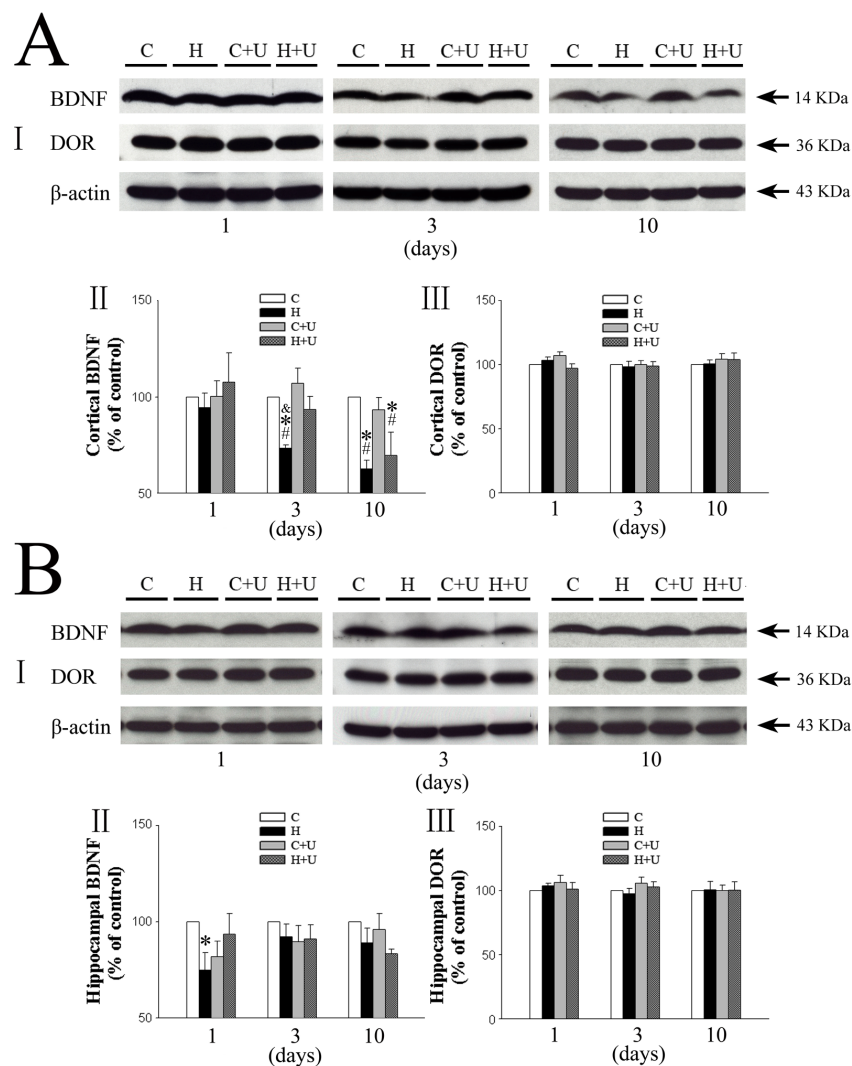 A
C H C+U H+U C H C+U H+U C H C+U H+U
BDNF 14 KDa
I DOR 36 KDa
β-actin 43 KDa
1 3 10
(days)
II
150
100
50
Cortical BDNF
(% of control)
C
H
C+U
H+U
&
*
#
*
#
*
#
1 3 10
(days)
III
150
100
50
0
Cortical DOR
(% of control)
C
H
C+U
H+U
1 3 10
(days)
B
C H C+U H+U C H C+U H+U C H C+U H+U
BDNF 14 KDa
I DOR 36 KDa
β-actin 43 KDa
1 3 10
(days)
II
150
100
50
Hippocampal BDNF
(% of control)
C
H
C+U
H+U
*
1 3 10
(days)
III
150
100
50
0
Hippocampal DOR
(% of control)
C
H
C+U
H+U
1 3 10
(days)